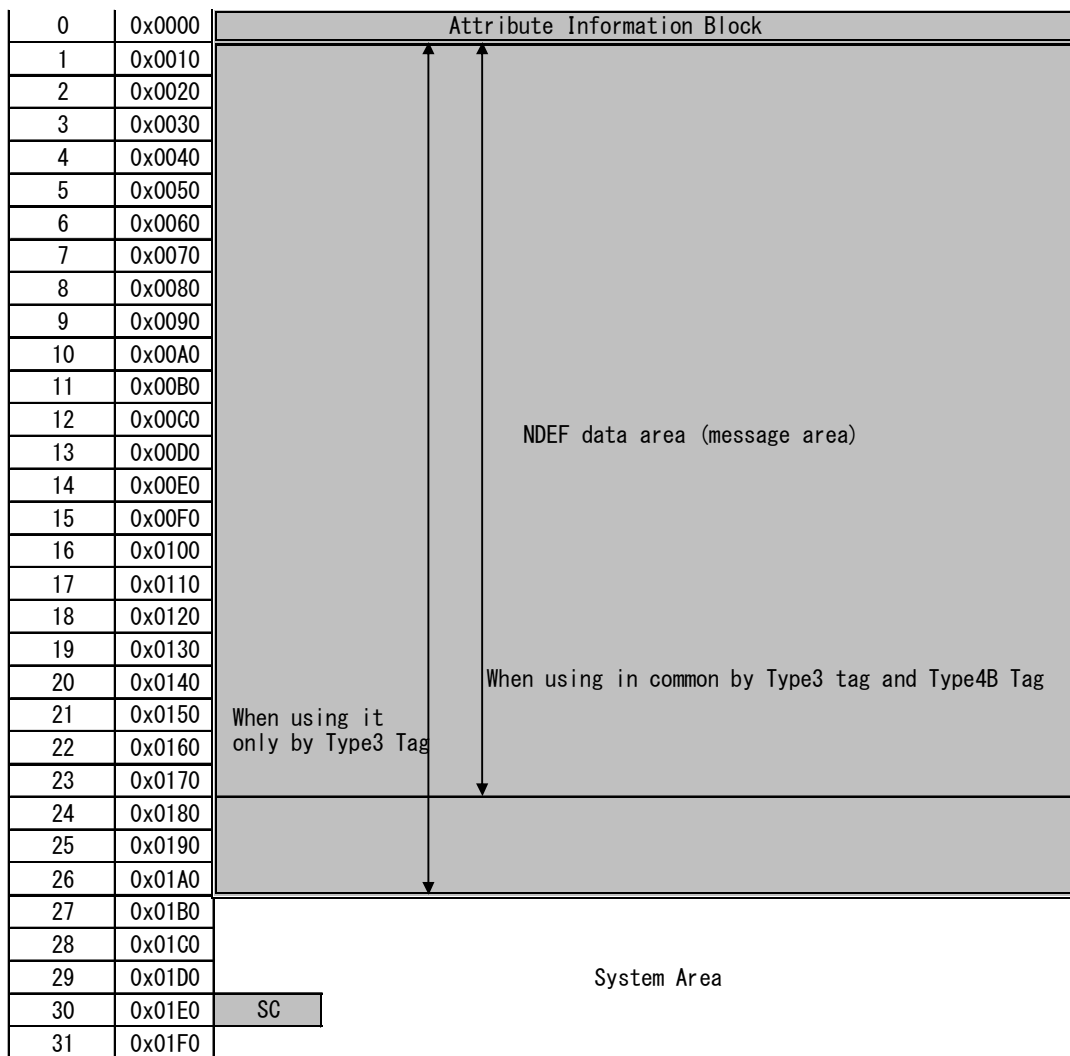 0 0x0000 Attribute Information Block
1 0x0010
2 0x0020
3 0x0030
4 0x0040
5 0x0050
6 0x0060
7 0x0070
8 0x0080
9 0x0090
10 0x00A0
11 0x00B0
12 0x00C0
NDEF data area (message area)
13 0x00D0
14 0x00E0
15 0x00F0
16 0x0100
17 0x0110
18 0x0120
19 0x0130
20 0x0140 When using in common by Type3 tag and Type4B Tag
21 0x0150 When using it
22 0x0160 only by Type3 Tag
23 0x0170
24 0x0180
25 0x0190
26 0x01A0
27 0x01B0
28 0x01C0
29 0x01D0 System Area
30 0x01E0 SC
31 0x01F0